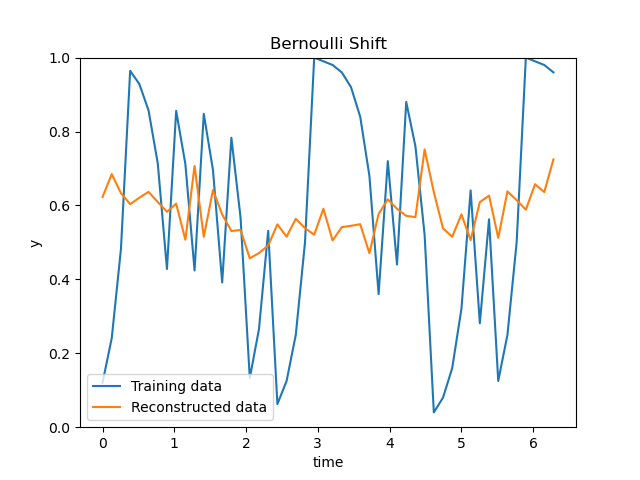 Bernoulli Shift
1.0
0.8
0.6
0.4
0.2
0.0
y
Training data
Reconstructed data
0 1 2 3 4 5 6
time